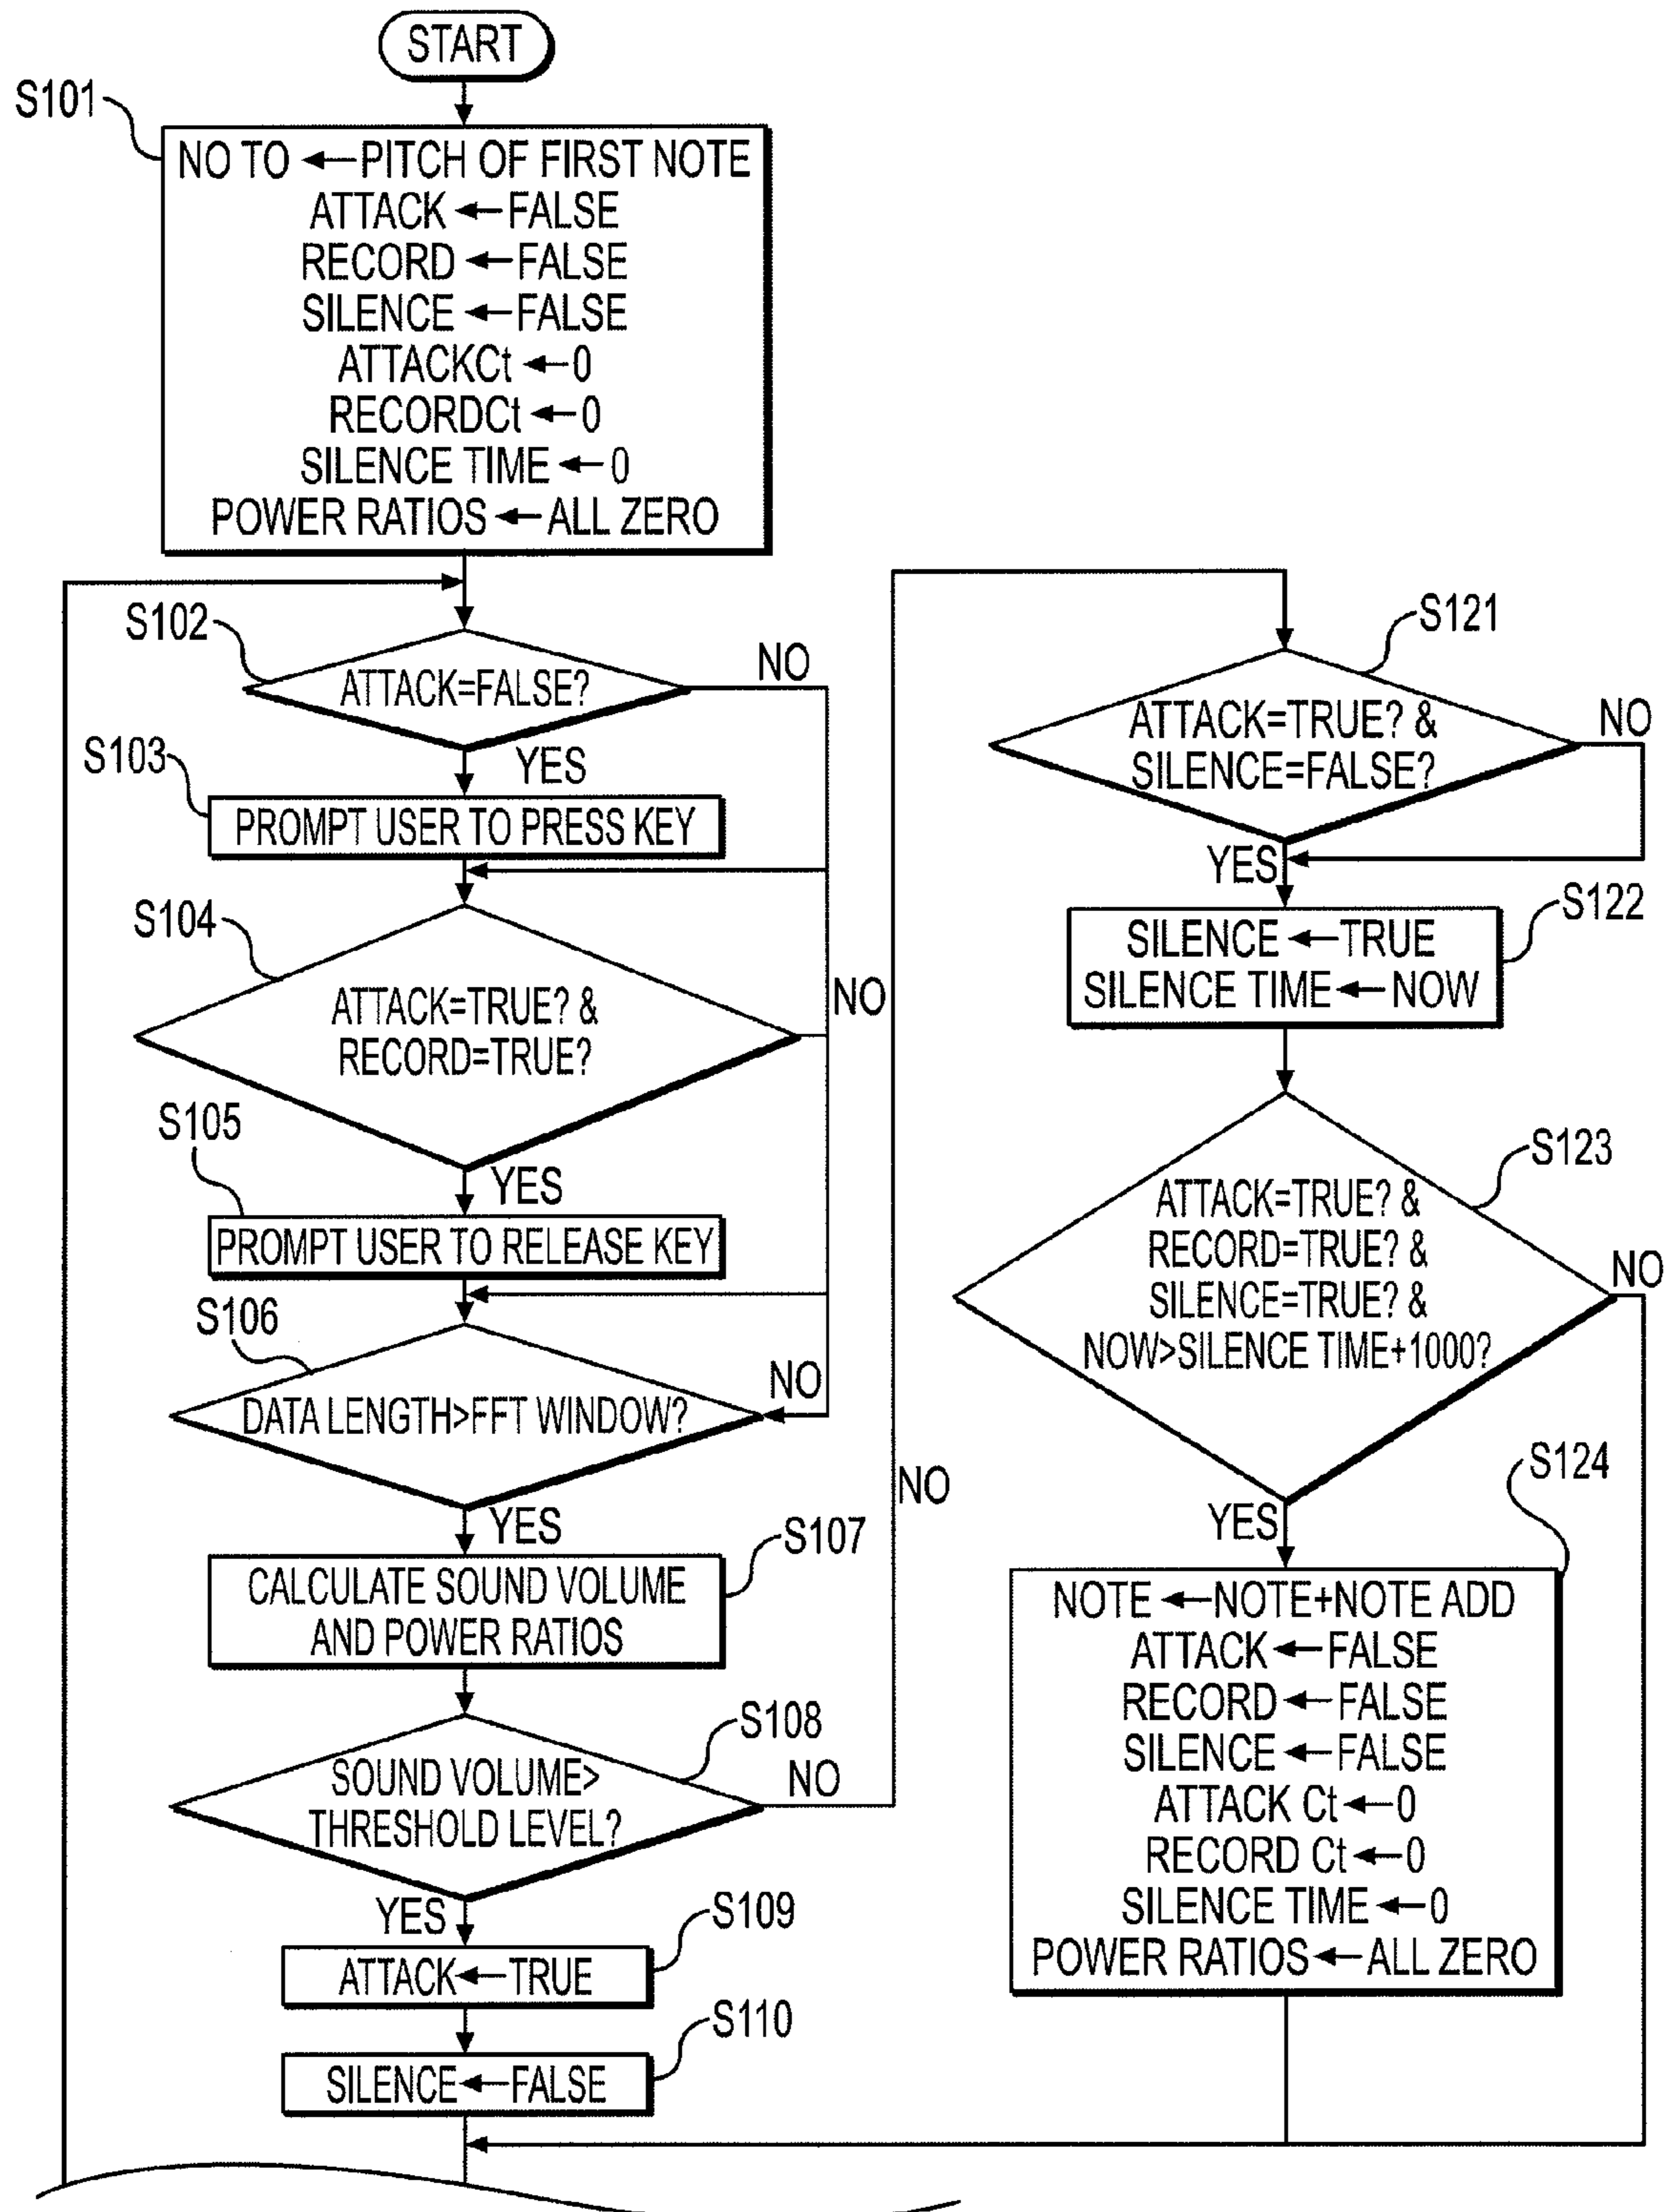 START
S101
NO TO ←PITCH OF FIRST NOTE
ATTACK ←FALSE
RECORD ←FALSE
SILENCE ←FALSE
ATTACKCt ←0
RECORDCt ←0
SILENCE TIME ←0
POWER RATIOS ←ALL ZERO
S102
ATTACK=FALSE?
NO
YES
S103
PROMPT USER TO PRESS KEY
S104
ATTACK=TRUE? &
RECORD=TRUE?
NO
YES
S105
PROMPT USER TO RELEASE KEY
S106
DATA LENGTH>FFT WINDOW?
NO
YES
S107
CALCULATE SOUND VOLUME
AND POWER RATIOS
S108
SOUND VOLUME>
THRESHOLD LEVEL?
NO
NO
YES
S109
ATTACK←TRUE
S110
SILENCE←FALSE
S121
ATTACK=TRUE? &
SILENCE=FALSE?
NO
YES
S122
SILENCE ←TRUE
SILENCE TIME←NOW
S123
ATTACK=TRUE? &
RECORD=TRUE? &
SILENCE=TRUE? &
NOW>SILENCE TIME+1000?
NO
YES
S124
NOTE ←NOTE+NOTE ADD
ATTACK←FALSE
RECORD←FALSE
SILENCE ←FALSE
ATTACK Ct←0
RECORD Ct←0
SILENCE TIME ←0
POWER RATIOS←ALL ZERO